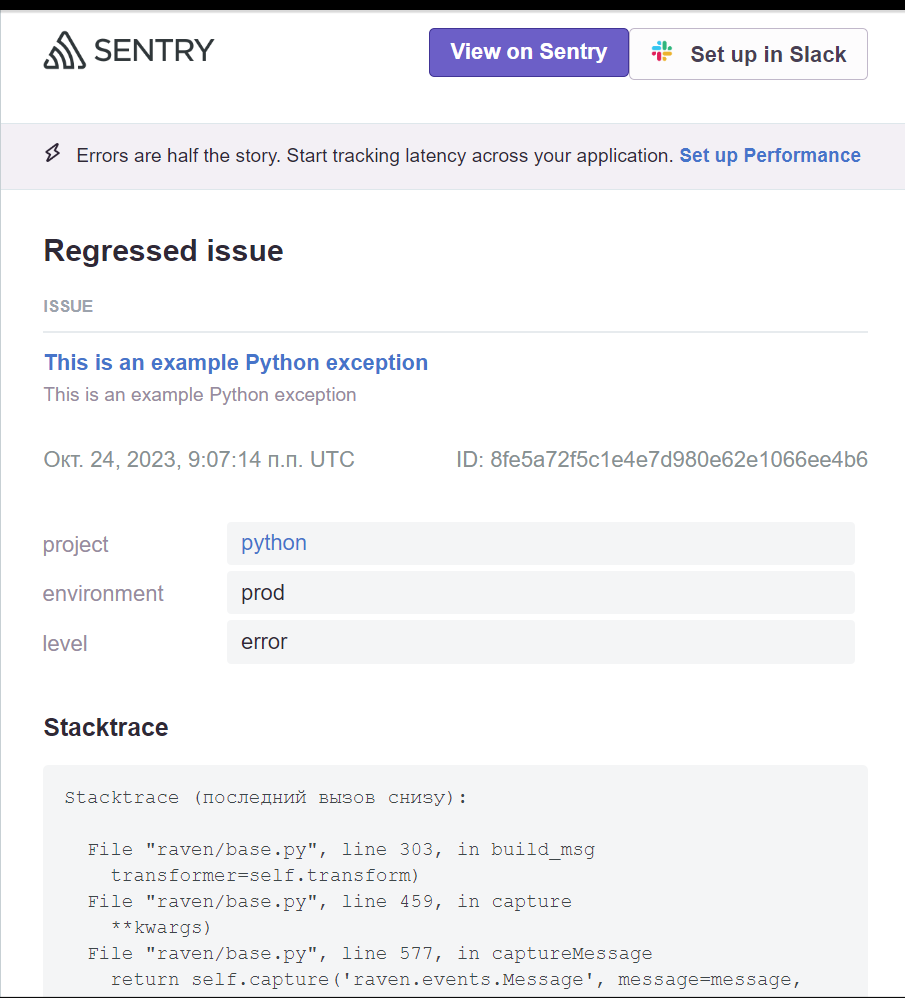 SENTRY
View on Sentry
Set up in Slack
Errors are half the story. Start tracking latency across your application. Set up Performance
Regressed issue
ISSUE
This is an example Python exception
This is an example Python exception
Окт. 24, 2023, 9:07:14 п.п. UTC
ID: 8fe5a72f5c1e4e7d980e62e1066ee4b6
project
python
environment
prod
level
error
Stacktrace
Stacktrace (последний вызов снизу):
File "raven/base.py", line 303, in build_msg
transformer=self.transform)
File "raven/base.py", line 459, in capture
**kwargs)
File "raven/base.py", line 577, in captureMessage
return self.capture('raven.events.Message', message=message,